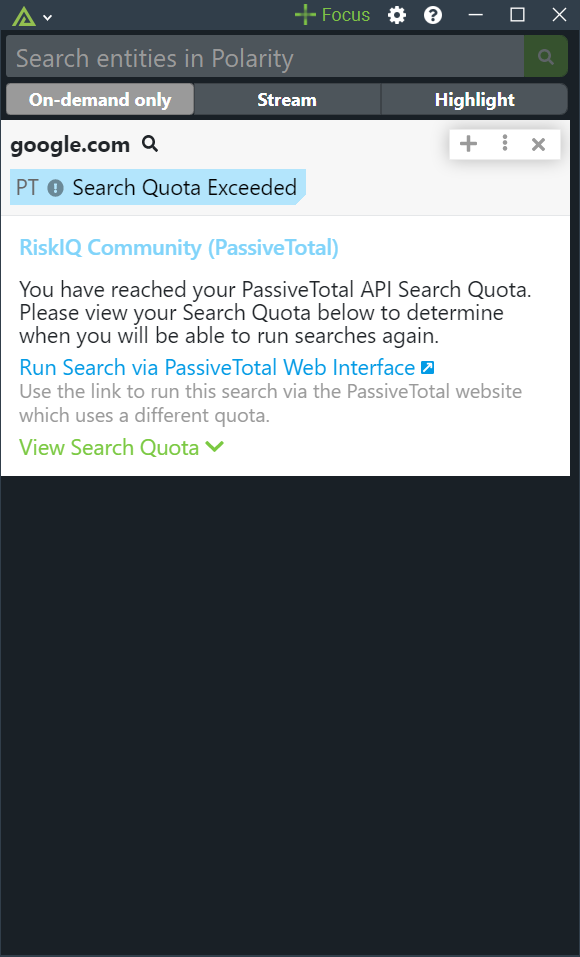 Focus
Search entities in Polarity
On-demand only
Stream
Highlight
google.com
PT Search Quota Exceeded
RiskIQ Community (PassiveTotal)
You have reached your PassiveTotal API Search Quota.
Please view your Search Quota below to determine
when you will be able to run searches again.
Run Search via PassiveTotal Web Interface
Use the link to run this search via the PassiveTotal website
which uses a different quota.
View Search Quota